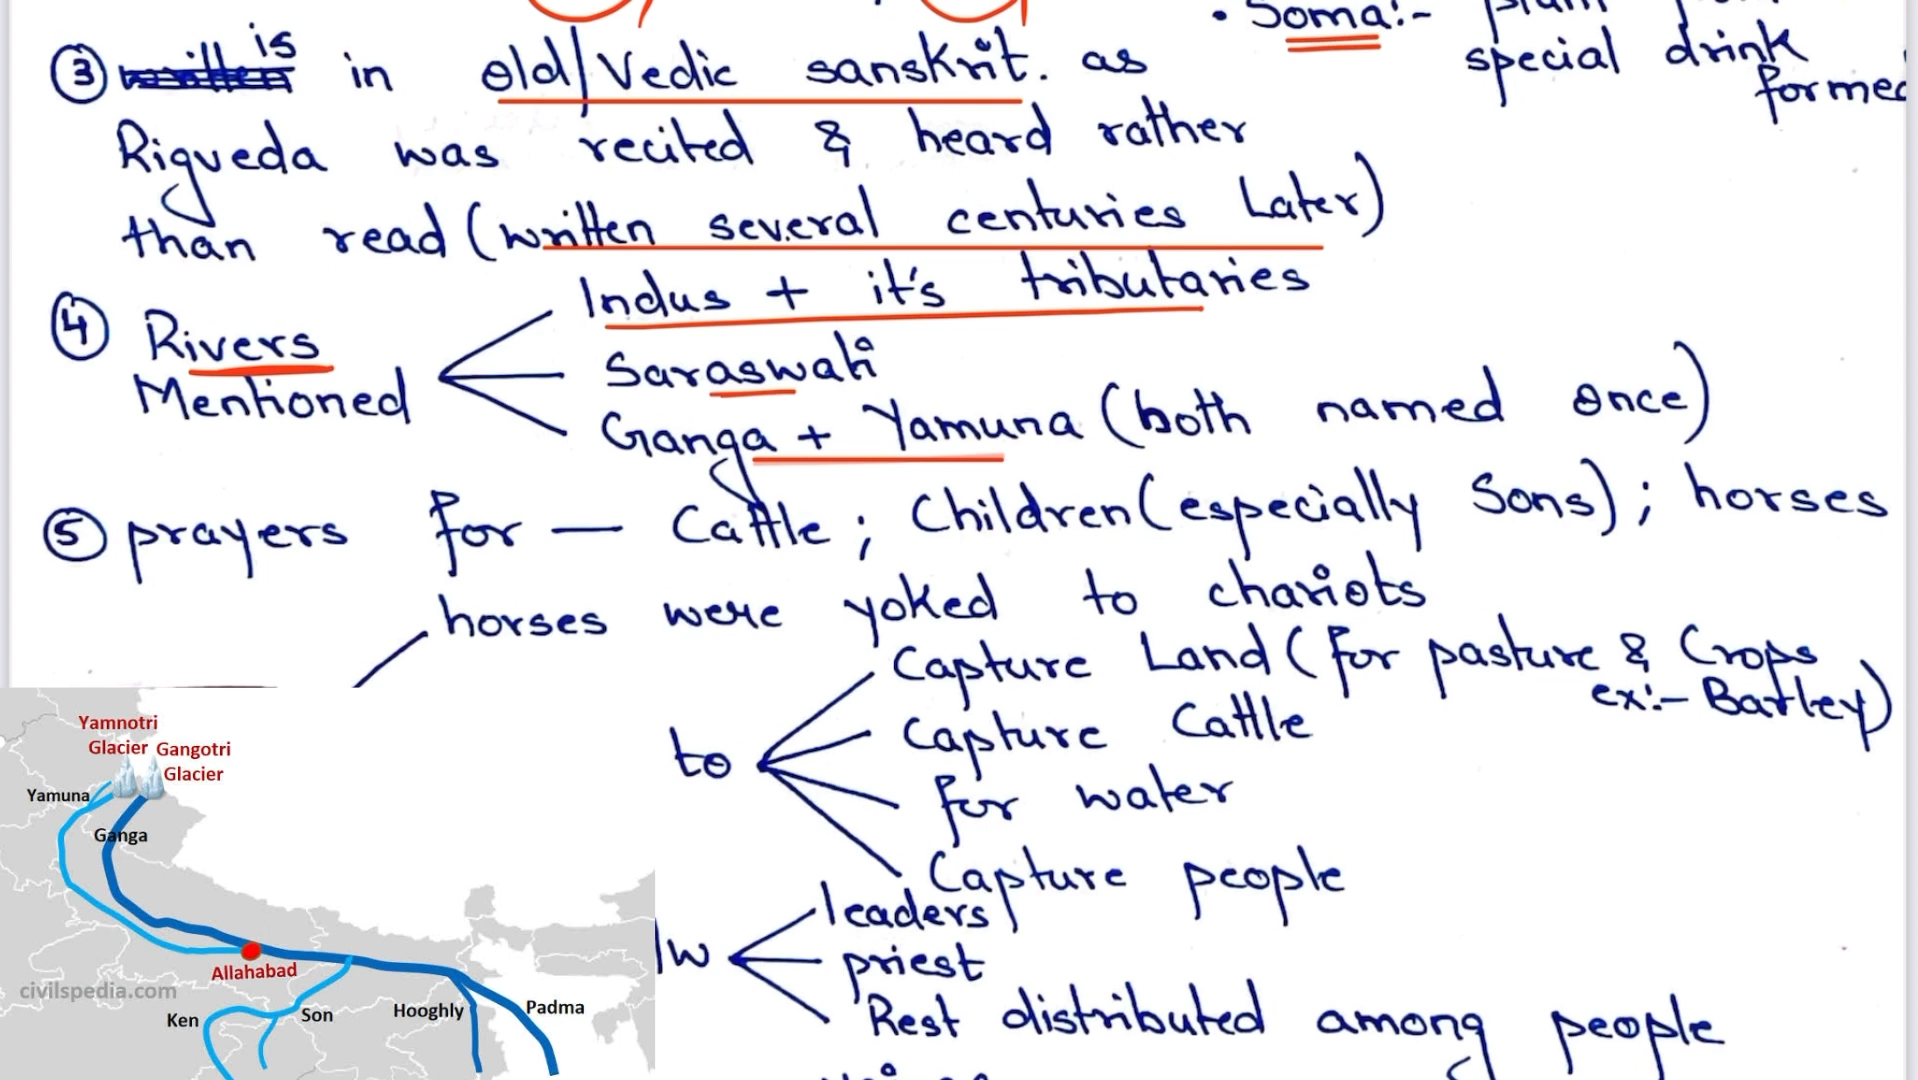 • Soma:-
special drink
formed
③ is in old/Vedic sanskrit. as
Rigveda was recited & heard rather
than read (written several centuries Later)
④ Rivers Mentioned
Indus + it's tributaries
Saraswati
Ganga + Yamuna (both named once)
⑤ prayers for — Cattle; Children (especially Sons); horses
horses were yoked to chariots
to
Capture Land (for pasture & Crops
ex:- Barley)
Capture Cattle
for water
Capture people
leaders
priest
Rest distributed among people
Yamnotri
Glacier
Gangotri
Glacier
Yamuna
Ganga
Allahabad
civilspedia.com
Ken
Son
Hooghly
Padma